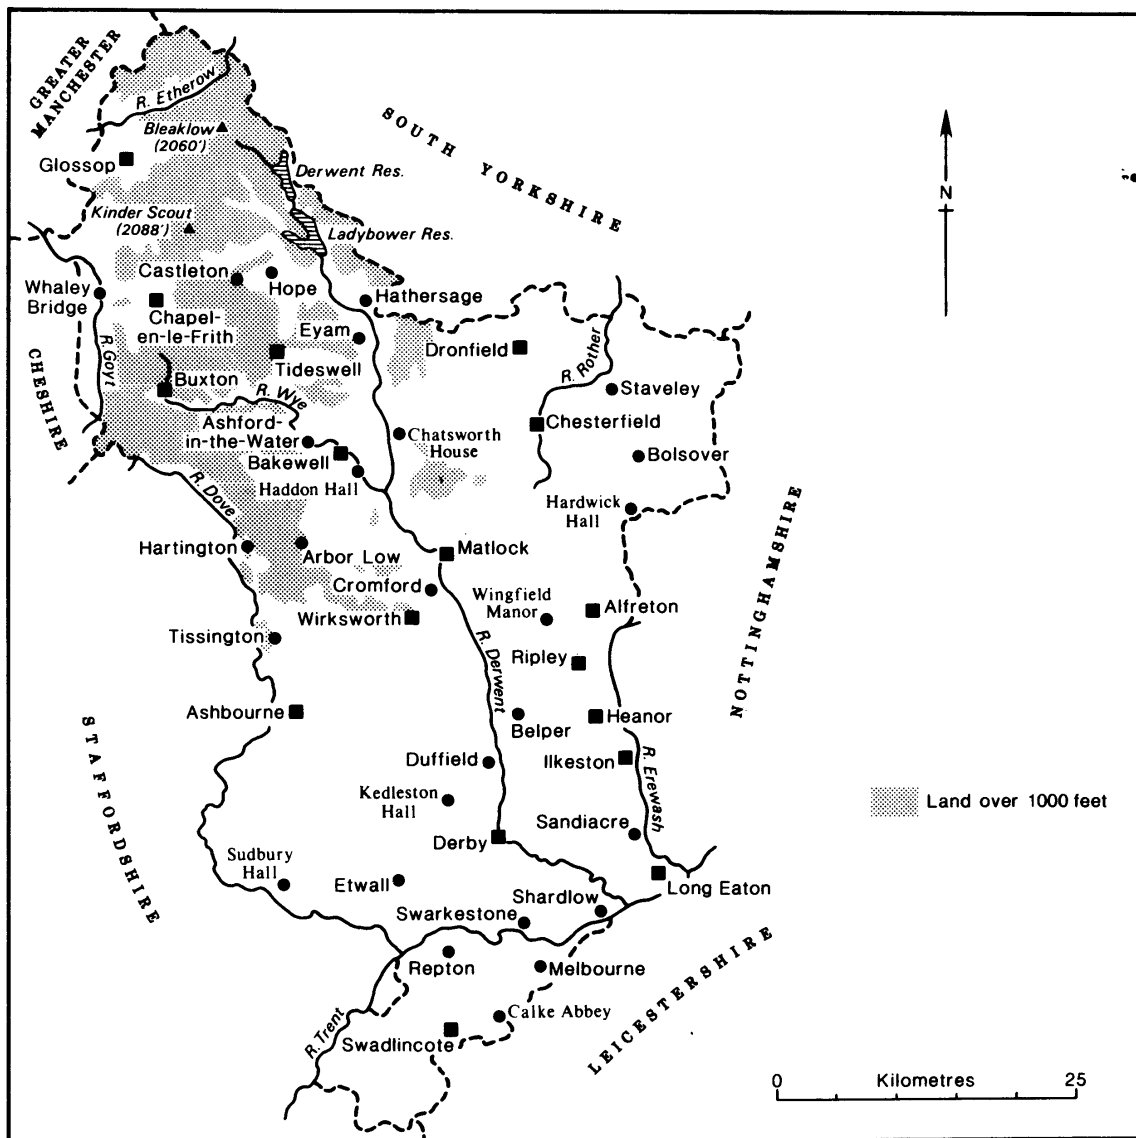 GREATER
MANCHESTER
R. Etherow
Bleaklow
(2060')
SOUTH YORKSHIRE
Glossop
Derwent Res.
N
Kinder Scout
(2088')
Ladybower Res.
Castleton
Hope
Whaley
Bridge
Hathersage
Chapel-
en-le-Frith
Eyam
Dronfield
R. Rother
R. Goyt
Tideswell
CHESHIRE
Buxton
R. Wye
Staveley
Ashford-
in-the-Water
Chesterfield
Chatsworth
House
Bakewell
Bolsover
Haddon Hall
R. Dove
Hardwick
Hall
NOTTINGHAMSHIRE
Hartington
Arbor Low
Matlock
Cromford
Wingfield
Manor
Alfreton
Wirksworth
Tissington
R. Derwent
Ripley
Ashbourne
Belper
Heanor
STAFFORDSHIRE
Duffield
Ilkeston
R. Erewash
Kedleston
Hall
Land over 1000 feet
Derby
Sandiacre
Sudbury
Hall
Etwall
Long Eaton
Shardlow
Swarkestone
Repton
Melbourne
LEICESTERSHIRE
Calke Abbey
R. Trent
Swadlincote
0 Kilometres 25